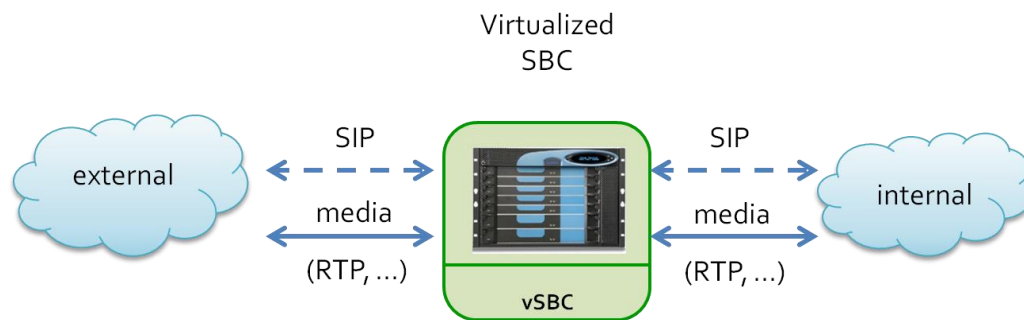 Virtualized
SBC
external
SIP
media
(RTP, ...)
vSBC
SIP
media
(RTP, ...)
internal